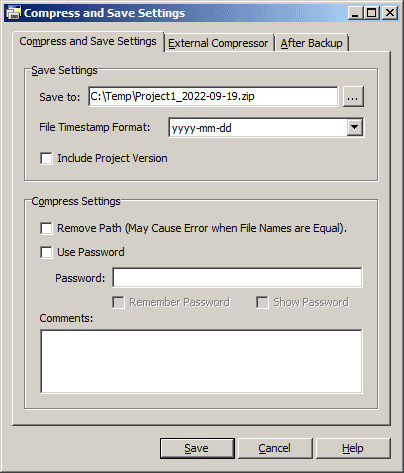 Compress and Save Settings
Compress and Save Settings External Compressor After Backup
Save Settings
Save to: C:\Temp\Project1_2022-09-19.zip ...
File Timestamp Format: yyyy-mm-dd
Include Project Version
Compress Settings
Remove Path (May Cause Error when File Names are Equal).
Use Password
Password:
Remember Password Show Password
Comments:
Save Cancel Help